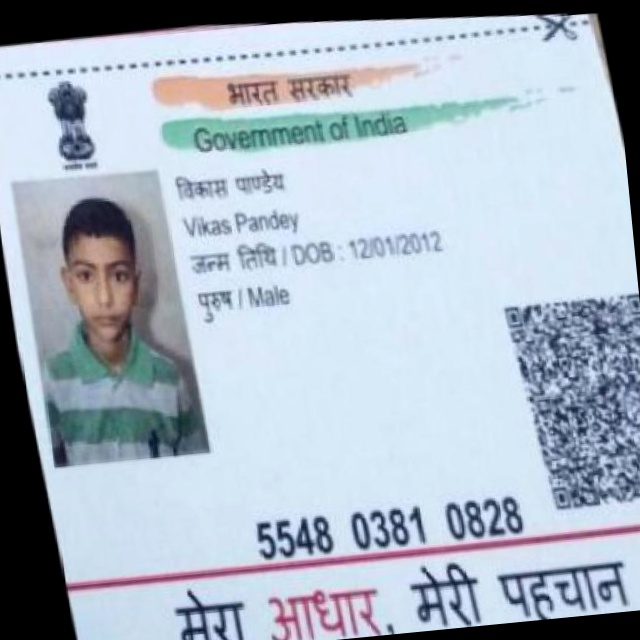 भारत सरकार
Government of India
विकास पाण्डेय
Vikas Pandey
जन्म तिथि / DOB : 12/01/2012
पुरुष / Male
5548 0381 0828
मेरा आधार, मेरी पहचान